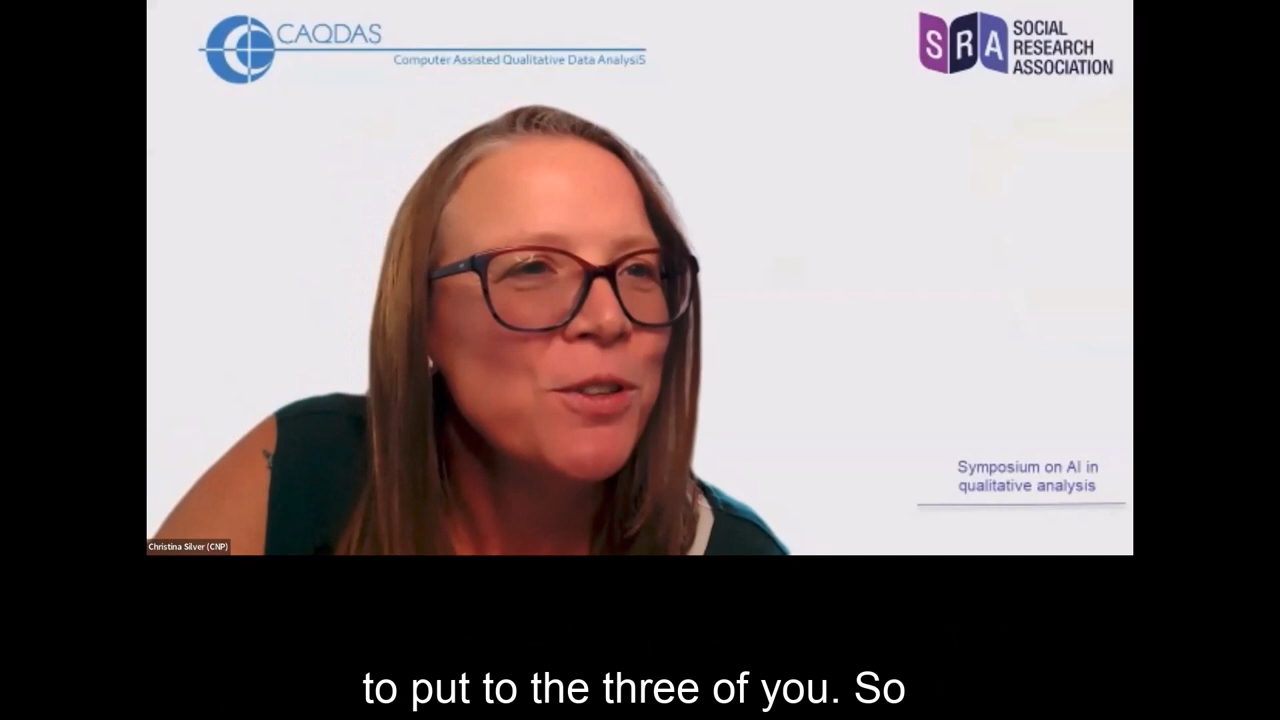 CAQDAS
Computer Assisted Qualitative Data AnalysiS
SRA
SOCIAL
RESEARCH
ASSOCIATION
Symposium on AI in
qualitative analysis
Christina Silver (CNP)
to put to the three of you. So